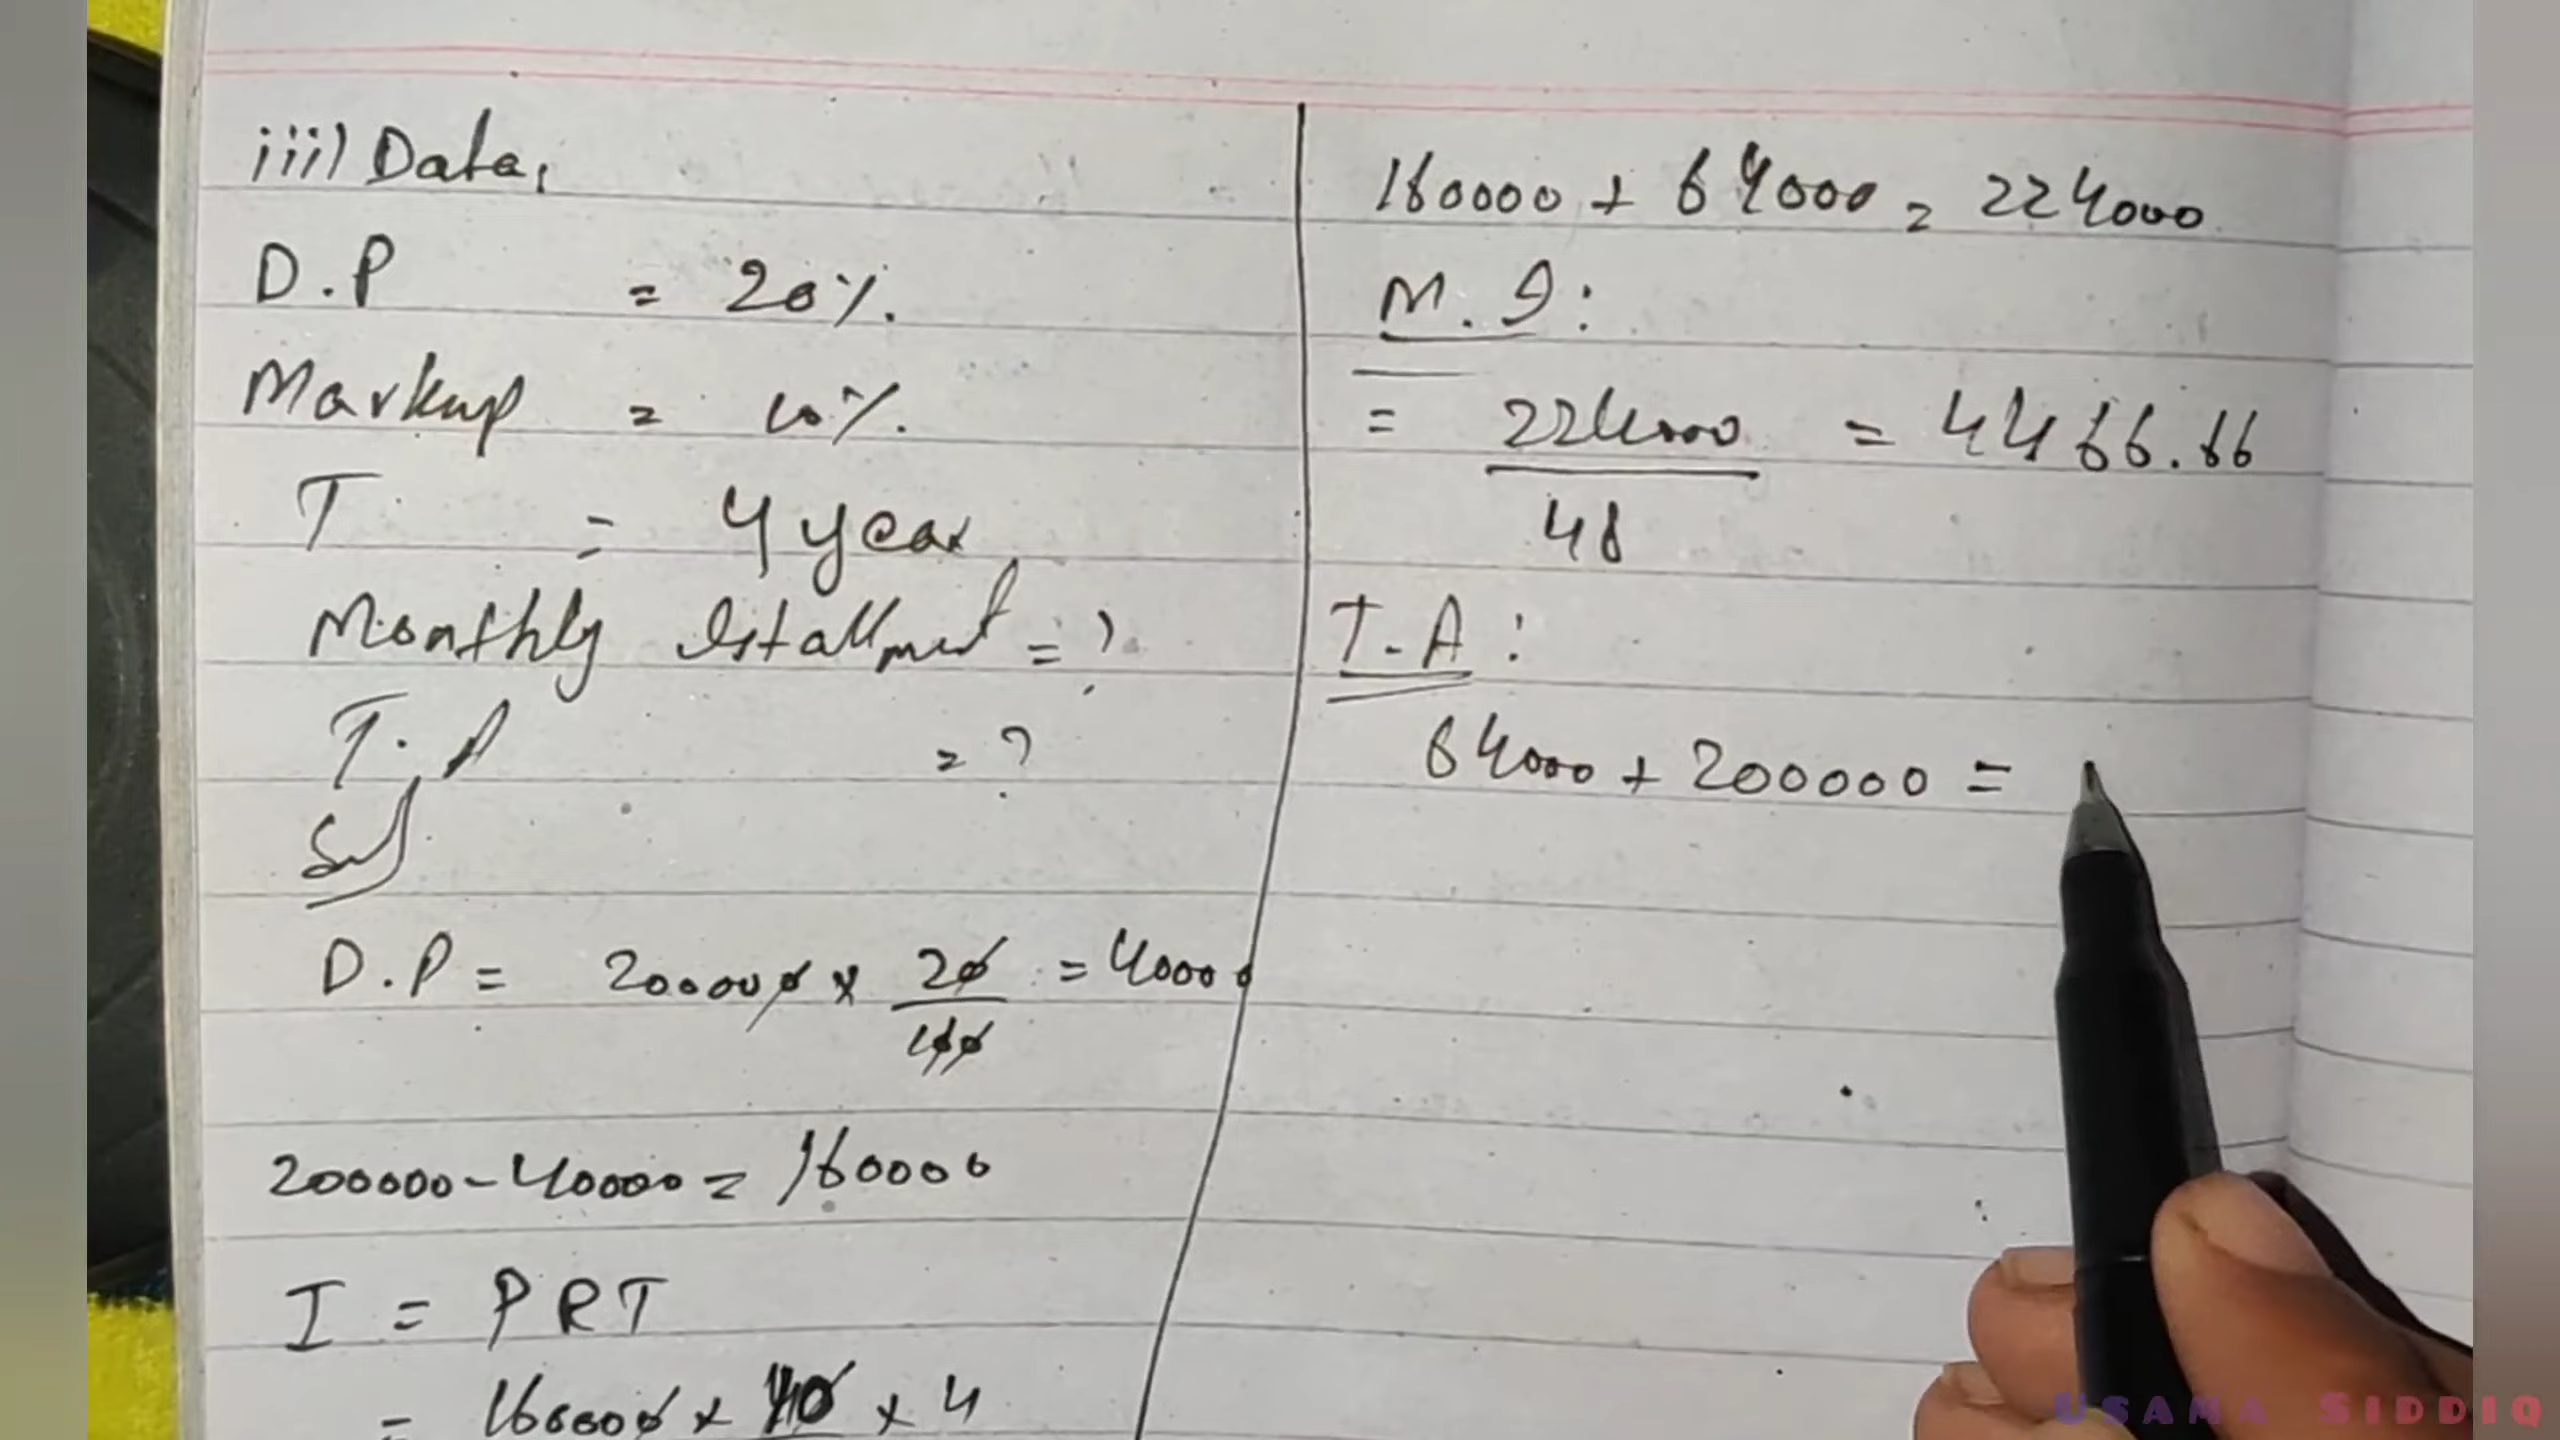 iii) Data,
D.P = 20%.
Markup = 10%.
T = 4 year
Monthly Istallmet = ?
T.A = ?
Sol
D.P = 200000 x 20/100 = 40000
200000 - 40000 = 160000
I = PRT
= 160000 x 10 x 4
160000 + 64000 = 224000
M.I:
= 224000/48 = 4466.66
T.A:
64000 + 200000 =
USAMA SIDDIQ